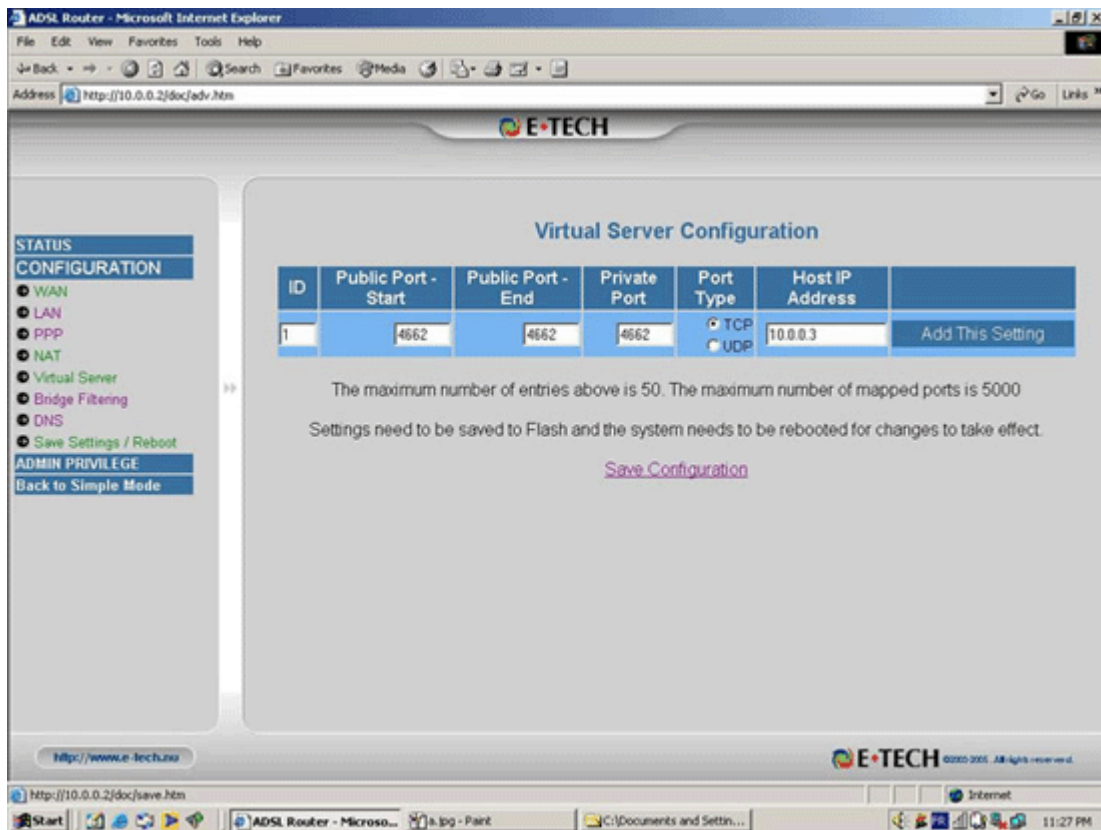 ADSL Router - Microsoft Internet Explorer
File Edit View Favorites Tools Help
Back Search Favorites Media
Address http://10.0.0.2/doc/adv.htm Go Links
E•TECH
STATUS
CONFIGURATION
WAN
LAN
PPP
NAT
Virtual Server
Bridge Filtering
DNS
Save Settings / Reboot
ADMIN PRIVILEGE
Back to Simple Mode
Virtual Server Configuration
ID Public Port - Start Public Port - End Private Port Port Type Host IP Address
1 4662 4662 4662 TCP UDP 10.0.0.3 Add This Setting
The maximum number of entries above is 50. The maximum number of mapped ports is 5000
Settings need to be saved to Flash and the system needs to be rebooted for changes to take effect.
Save Configuration
http://www.e-tech.nu
E•TECH ©2000-2005. All rights reserved.
http://10.0.0.2/doc/save.htm Internet
Start ADSL Router - Microso... a.jpg - Paint C:\Documents and Settin... FR 11:27 PM